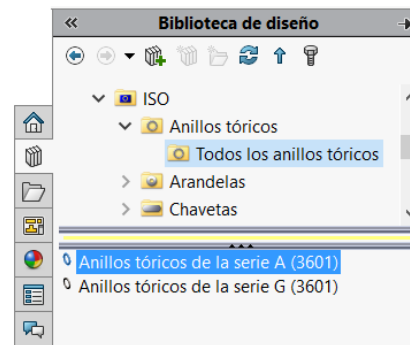 Biblioteca de diseño
ISO
Anillos tóricos
Todos los anillos tóricos
Arandelas
Chavetas
Anillos tóricos de la serie A (3601)
Anillos tóricos de la serie G (3601)